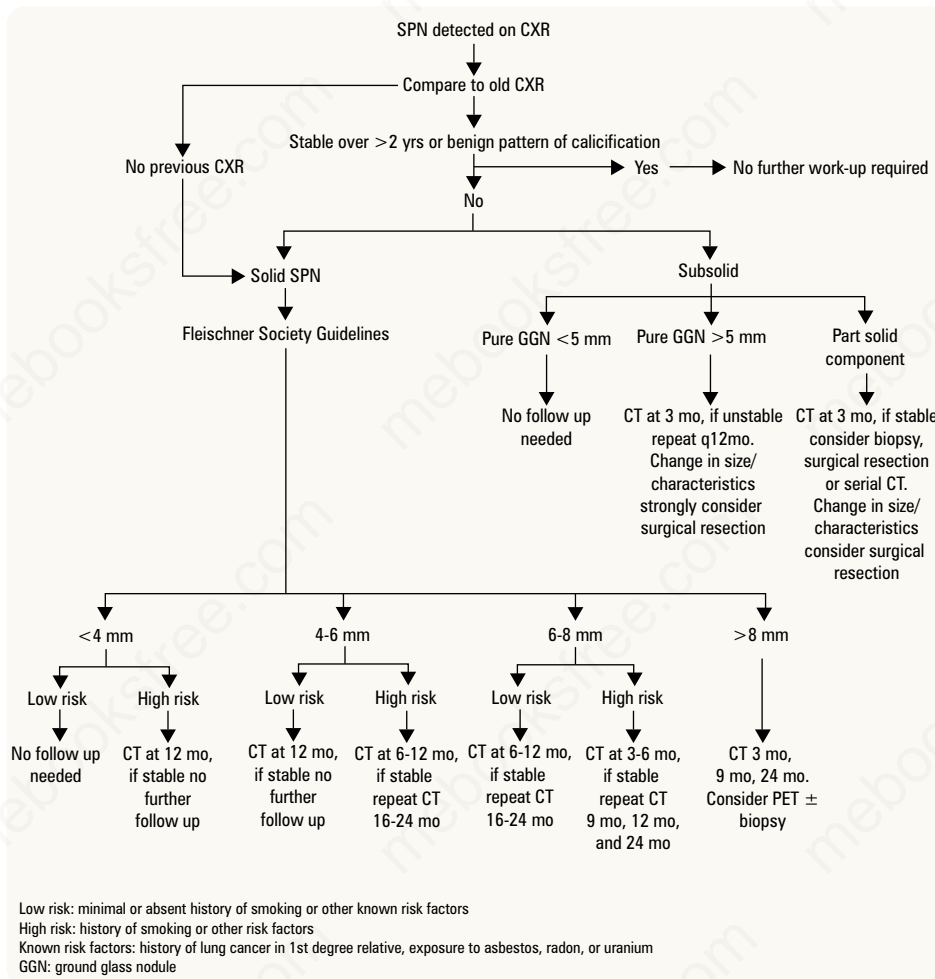 SPN detected on CXR
Compare to old CXR
Stable over >2 yrs or benign pattern of calicification
No previous CXR
Yes
No further work-up required
No
Solid SPN
Subsolid
Fleischner Society Guidelines
Pure GGN <5 mm
Pure GGN >5 mm
Part solid
component
No follow up
needed
CT at 3 mo, if unstable
repeat q12mo.
Change in size/
characteristics
strongly consider
surgical resection
CT at 3 mo, if stable
consider biopsy,
surgical resection
or serial CT.
Change in size/
characteristics
consider surgical
resection
<4 mm
4-6 mm
6-8 mm
>8 mm
Low risk
High risk
Low risk
High risk
Low risk
High risk
No follow up
needed
CT at 12 mo,
if stable no
further
follow up
CT at 12 mo,
if stable no
further
follow up
CT at 6-12 mo,
if stable
repeat CT
16-24 mo
CT at 6-12 mo,
if stable
repeat CT
16-24 mo
CT at 3-6 mo,
if stable
repeat CT
9 mo, 12 mo,
and 24 mo
CT 3 mo,
9 mo, 24 mo.
Consider PET ±
biopsy
Low risk: minimal or absent history of smoking or other known risk factors
High risk: history of smoking or other risk factors
Known risk factors: history of lung cancer in 1st degree relative, exposure to asbestos, radon, or uranium
GGN: ground glass nodule
mebooksfree.com
mebooksfree.com
mebooksfree.com
mebooksfree.com